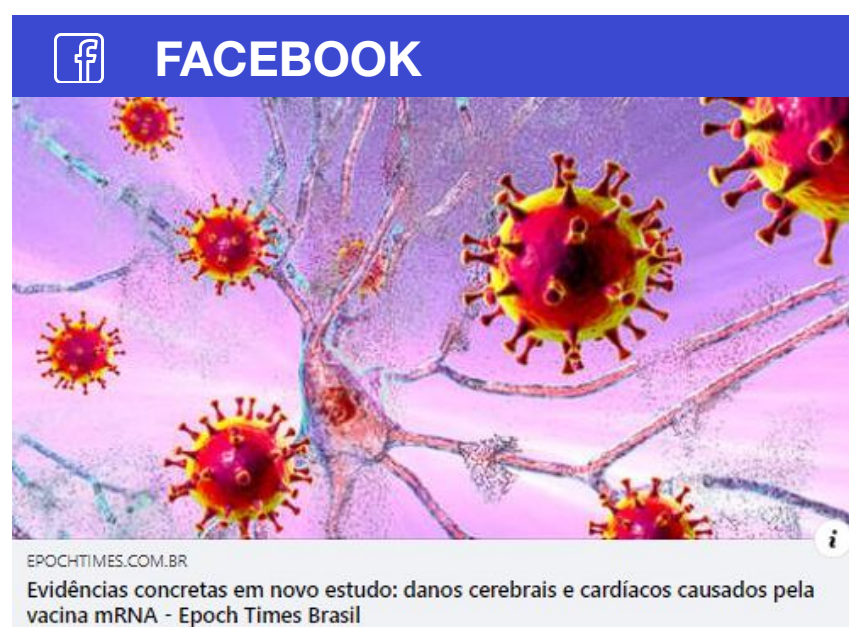 FACEBOOK
EPOCHTIMES.COM.BR
Evidências concretas em novo estudo: danos cerebrais e cardíacos causados pela
vacina mRNA - Epoch Times Brasil